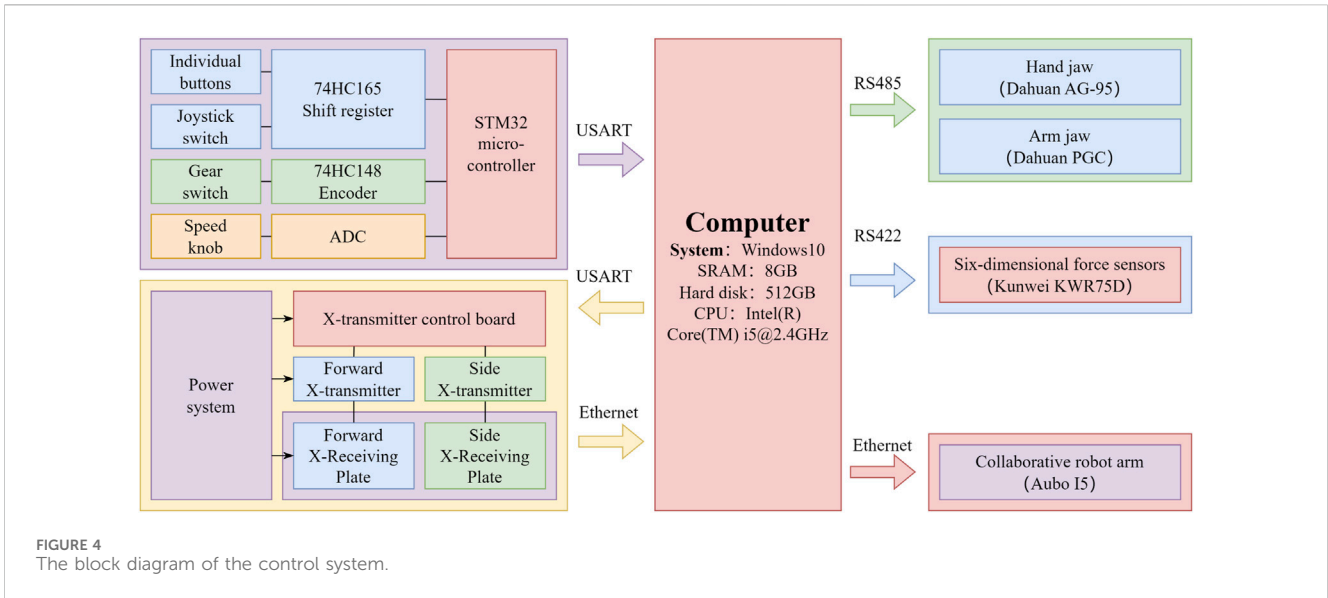 Individual
buttons
Joystick
switch
Gear
switch
Speed
knob
74HC165
Shift register
74HC148
Encoder
ADC
STM32
micro-
controller
USART
USART
Ethernet
Power
system
X-transmitter control board
Forward
X-transmitter
Side
X-transmitter
Forward
X-Receiving
Plate
Side
X-Receiving
Plate
Computer
System：Windows10
SRAM：8GB
Hard disk：512GB
CPU：Intel(R)
Core(TM) i5@2.4GHz
RS485
RS422
Ethernet
Hand jaw
(Dahuan AG-95)
Arm jaw
(Dahuan PGC)
Six-dimensional force sensors
(Kunwei KWR75D)
Collaborative robot arm
(Aubo I5)
FIGURE 4
The block diagram of the control system.